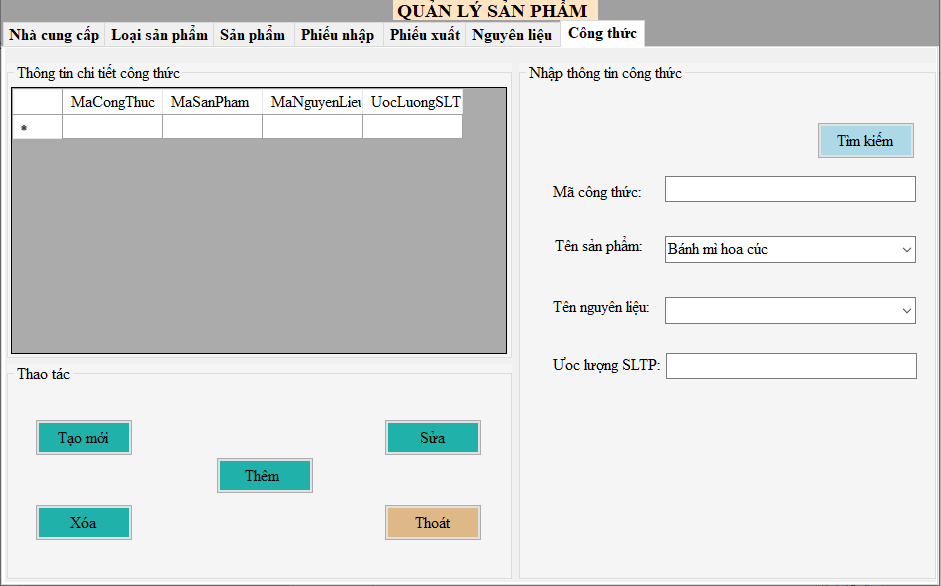 QUẢN LÝ SẢN PHẨM
Nhà cung cấp Loại sản phẩm Sản phẩm Phiếu nhập Phiếu xuất Nguyên liệu Công thức
Thông tin chi tiết công thức
MaCongThuc MaSanPham MaNguyenLieu UocLuongSLT
Thao tác
Tạo mới
Sửa
Thêm
Xóa
Thoát
Nhập thông tin công thức
Tìm kiếm
Mã công thức:
Tên sản phẩm: Bánh mì hoa cúc
Tên nguyên liệu:
Ước lượng SLTP: